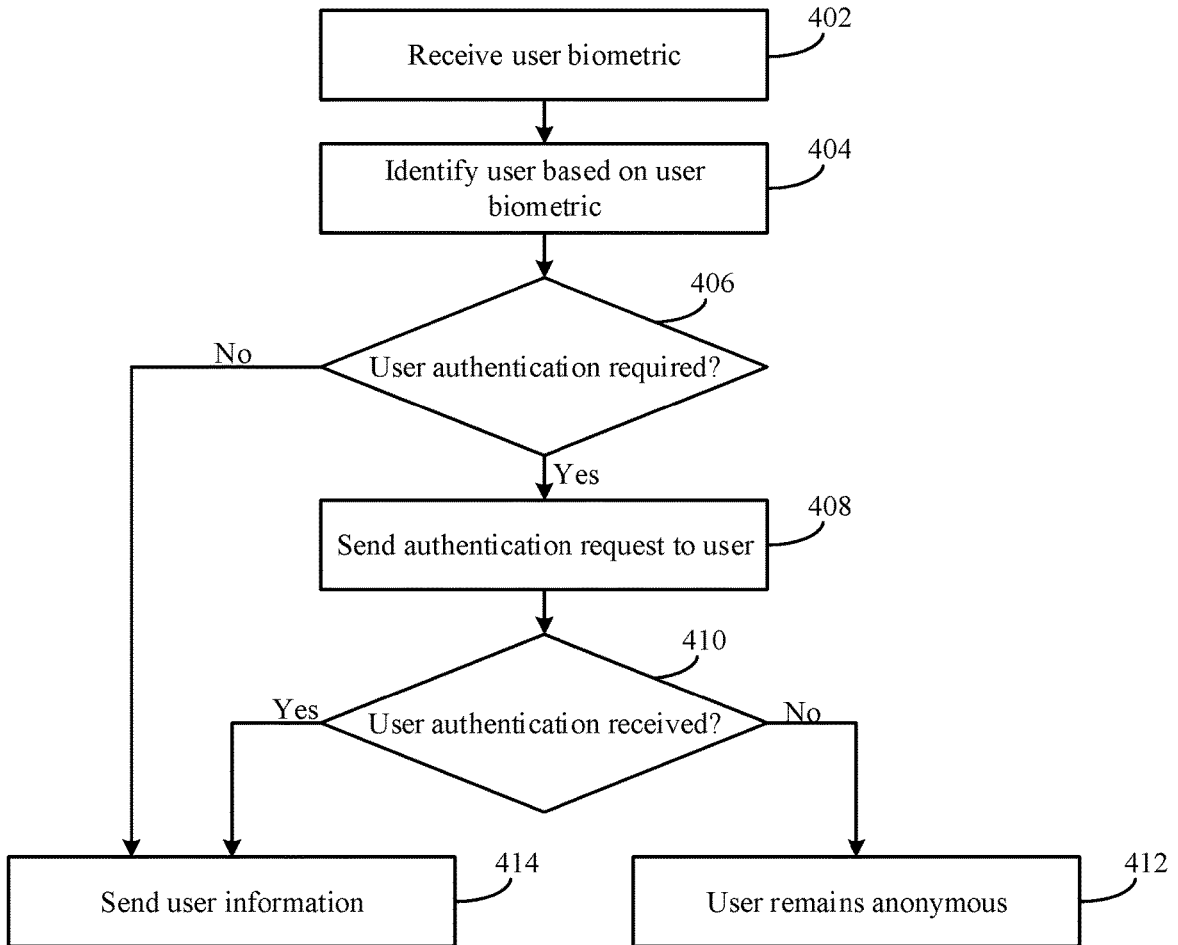 402
Receive user biometric
404
Identify user based on user
biometric
406
User authentication required?
No
Yes
408
Send authentication request to user
410
User authentication received?
Yes
No
414
Send user information
412
User remains anonymous